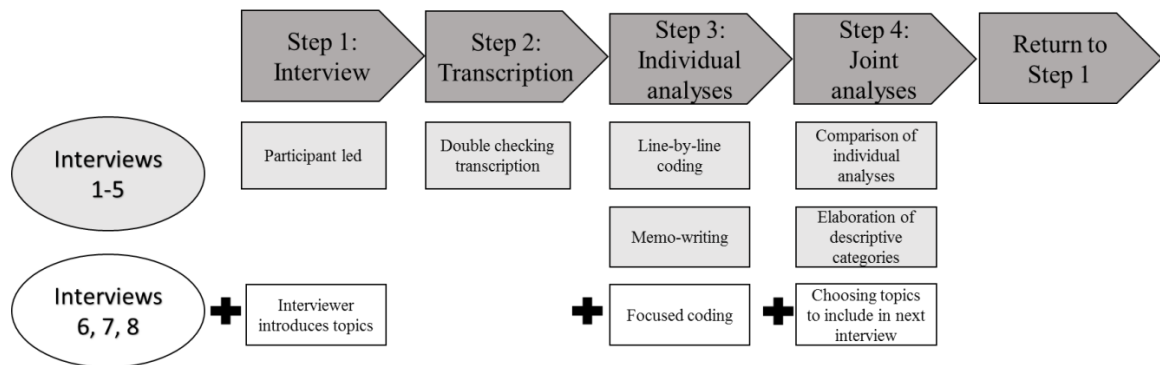 Step 1:
Interview
Step 2:
Transcription
Step 3:
Individual
analyses
Step 4:
Joint
analyses
Return to
Step 1
Interviews
1-5
Participant led
Double checking
transcription
Line-by-line
coding
Comparison of
individual
analyses
Memo-writing
Elaboration of
descriptive
categories
Interviews
6, 7, 8
Interviewer
introduces topics
Focused coding
Choosing topics
to include in next
interview